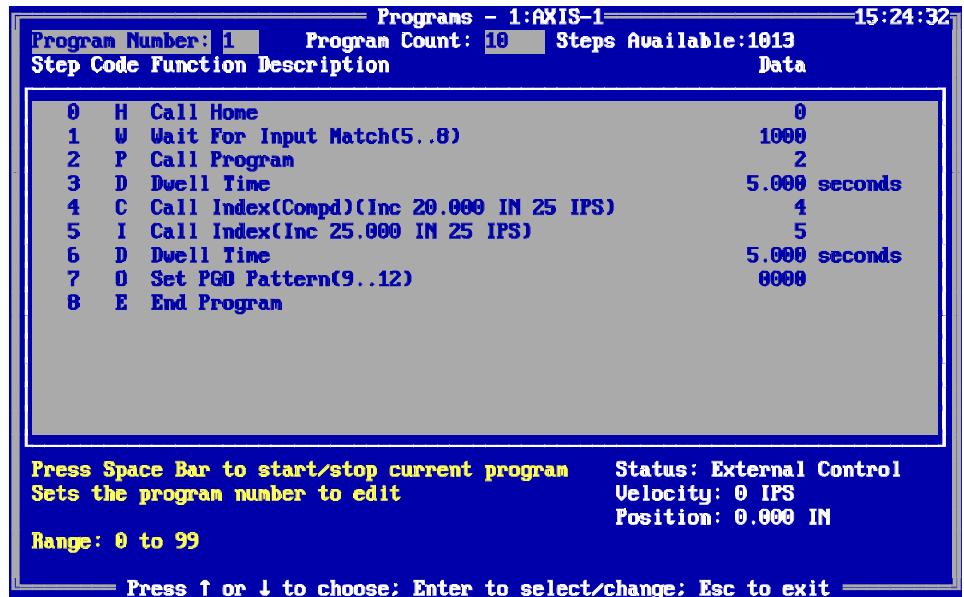 Programs - 1:AXIS-1 15:24:32
Program Number: 1 Program Count: 10 Steps Available:1013
Step Code Function Description Data
0 H Call Home 0
1 W Wait For Input Match(5..8) 1000
2 P Call Program 2
3 D Dwell Time 5.000 seconds
4 C Call Index(Compd)(Inc 20.000 IN 25 IPS) 4
5 I Call Index(Inc 25.000 IN 25 IPS) 5
6 D Dwell Time 5.000 seconds
7 O Set PGO Pattern(9..12) 0000
8 E End Program
Press Space Bar to start/stop current program Status: External Control
Sets the program number to edit Velocity: 0 IPS
Position: 0.000 IN
Range: 0 to 99
Press ↑ or ↓ to choose; Enter to select/change; Esc to exit